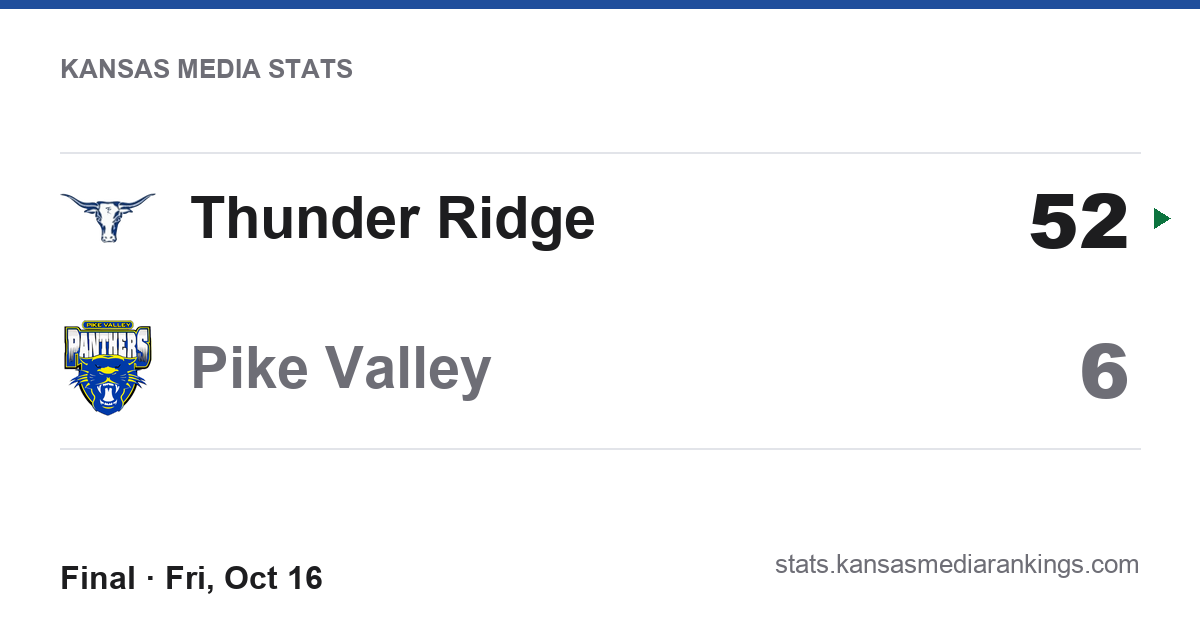 KANSAS MEDIA STATS
Thunder Ridge 52
PIKE VALLEY
PANTHERS
Pike Valley 6
Final · Fri, Oct 16
stats.kansasmediarankings.com